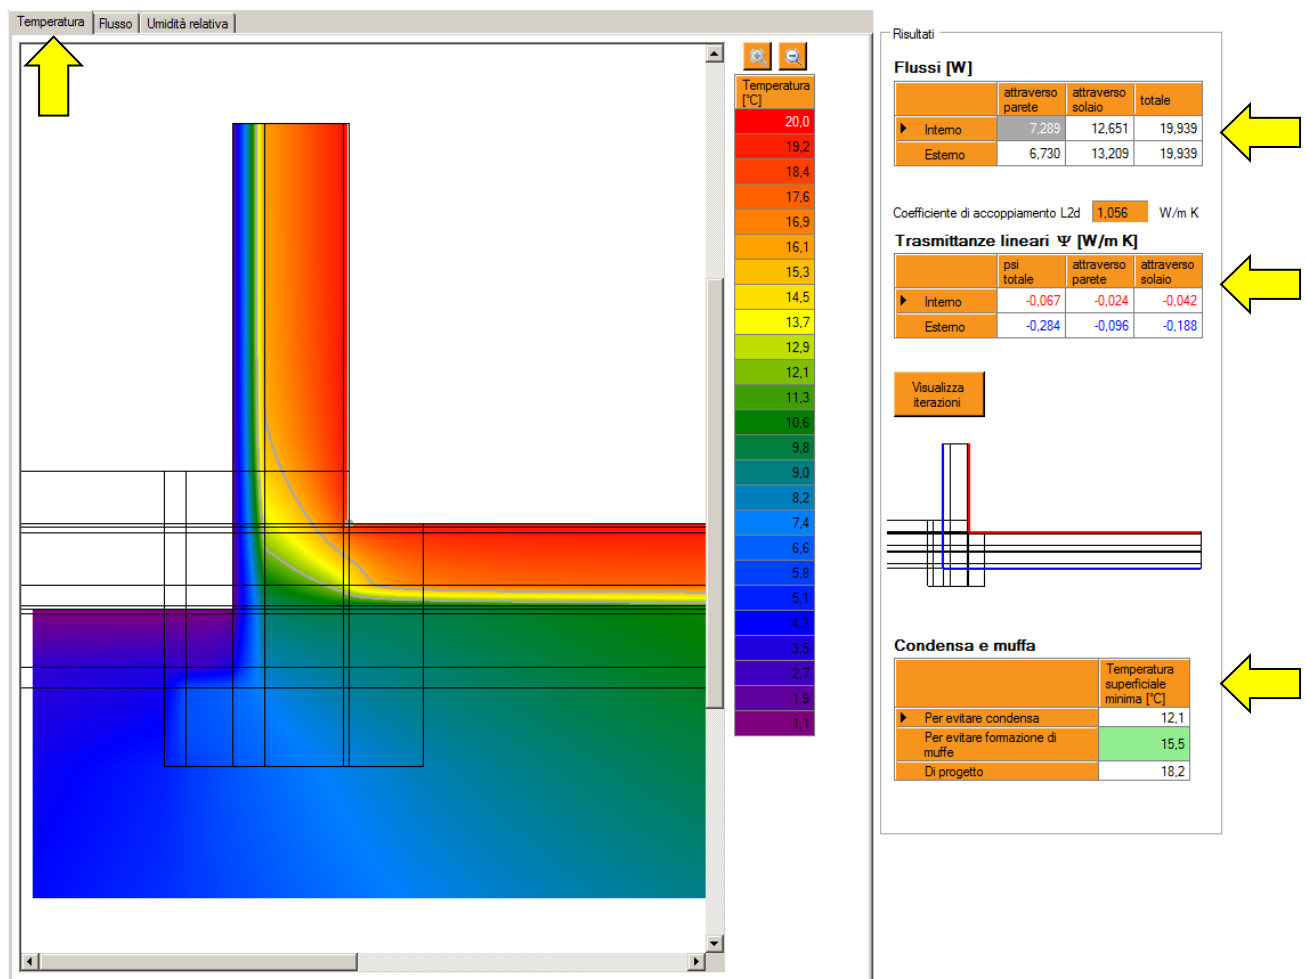 Temperatura
Flusso
Umidità relativa
Temperatura
[°C]
20,0
19,2
18,4
17,6
16,9
16,1
15,3
14,5
13,7
12,9
12,1
11,3
10,6
9,8
9,0
8,2
7,4
6,6
5,8
5,1
4,3
3,5
2,7
1,9
1,1
Risultati
Flussi [W]
attraverso parete
attraverso solaio
totale
Interno 7,289 12,651 19,939
Esterno 6,730 13,209 19,939
Coefficiente di accoppiamento L2d 1,056 W/m K
Trasmittanze lineari Ψ [W/m K]
psi totale
attraverso parete
attraverso solaio
Interno -0,067 -0,024 -0,042
Esterno -0,284 -0,096 -0,188
Visualizza
iterazioni
Condensa e muffa
Temperatura
superficiale
minima [°C]
Per evitare condensa 12,1
Per evitare formazione di
muffe 15,5
Di progetto 18,2